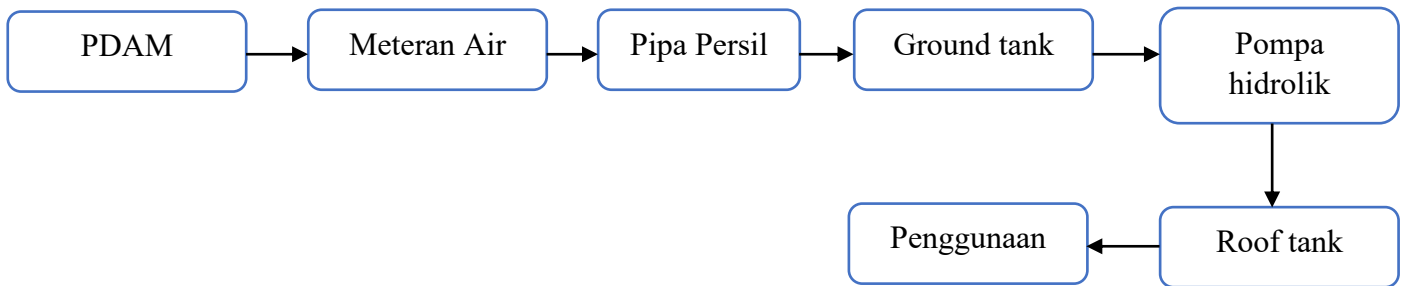 PDAM
Meteran Air
Pipa Persil
Ground tank
Pompa
hidrolik
Roof tank
Penggunaan